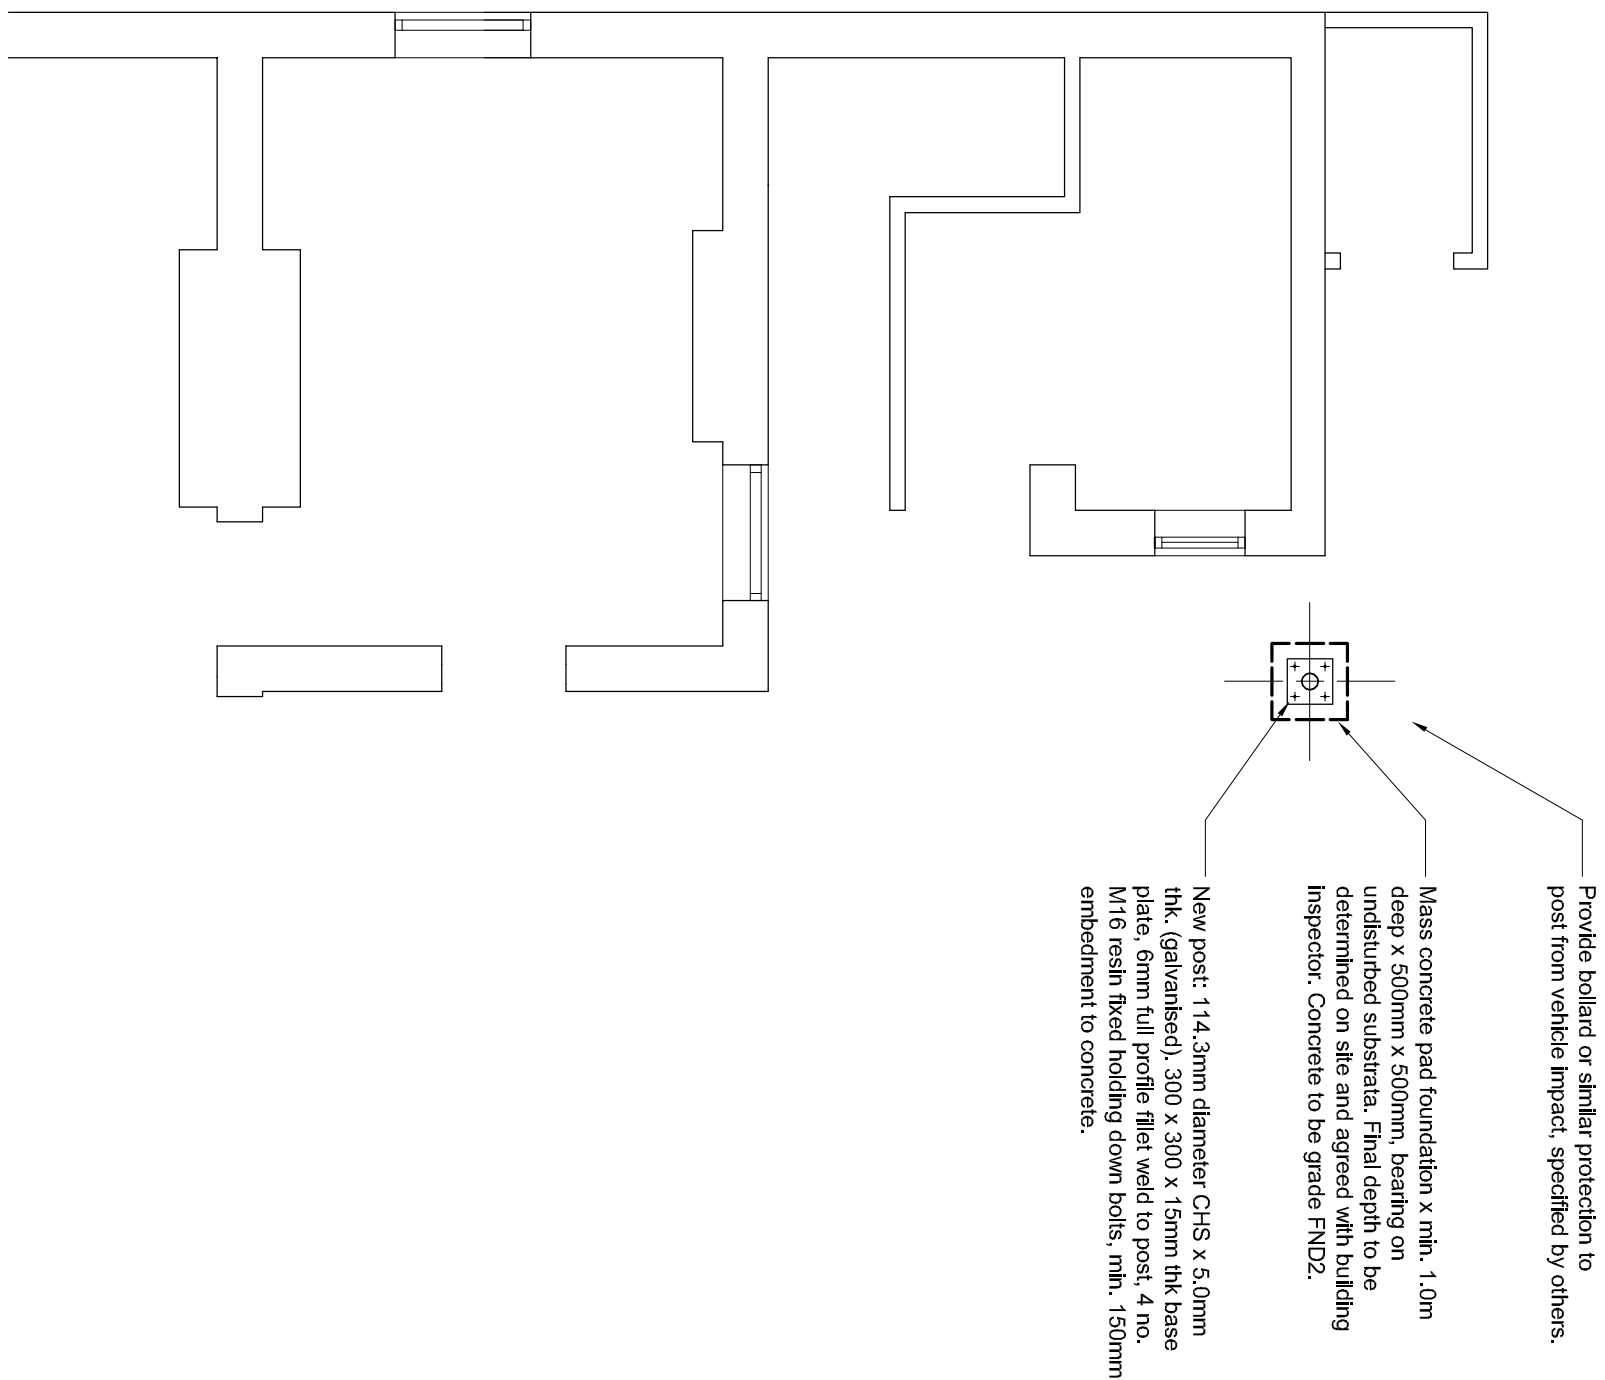 Provide bollard or similar protection to
post from vehicle impact, specified by others.
Mass concrete pad foundation x min. 1.0m
deep x 500mm x 500mm, bearing on
undisturbed substrata. Final depth to be
determined on site and agreed with building
inspector. Concrete to be grade FND2.
New post: 114.3mm diameter CHS x 5.0mm
thk. (galvanised). 300 x 300 x 15mm thk base
plate, 6mm full profile fillet weld to post, 4 no.
M16 resin fixed holding down bolts, min. 150mm
embedment to concrete.